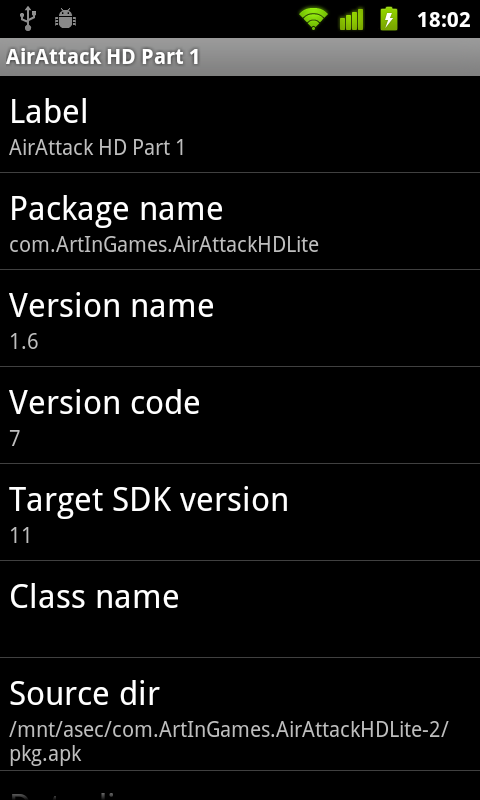 18:02
AirAttack HD Part 1
Label
AirAttack HD Part 1
Package name
com.ArtInGames.AirAttackHDLite
Version name
1.6
Version code
7
Target SDK version
11
Class name
Source dir
/mnt/asec/com.ArtInGames.AirAttackHDLite-2/
pkg.apk